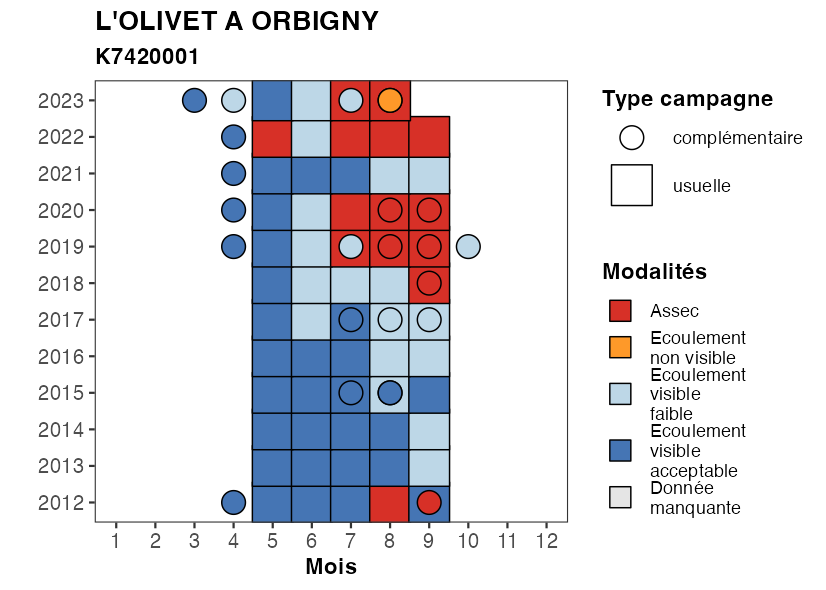 L'OLIVET A ORBIGNY
K7420001
2023
2022
2021
2020
2019
2018
2017
2016
2015
2014
2013
2012
1 2 3 4 5 6 7 8 9 10 11 12
Mois
Type campagne
complémentaire
usuelle
Modalités
Assec
Ecoulement
non visible
Ecoulement
visible
faible
Ecoulement
visible
acceptable
Donnée
manquante